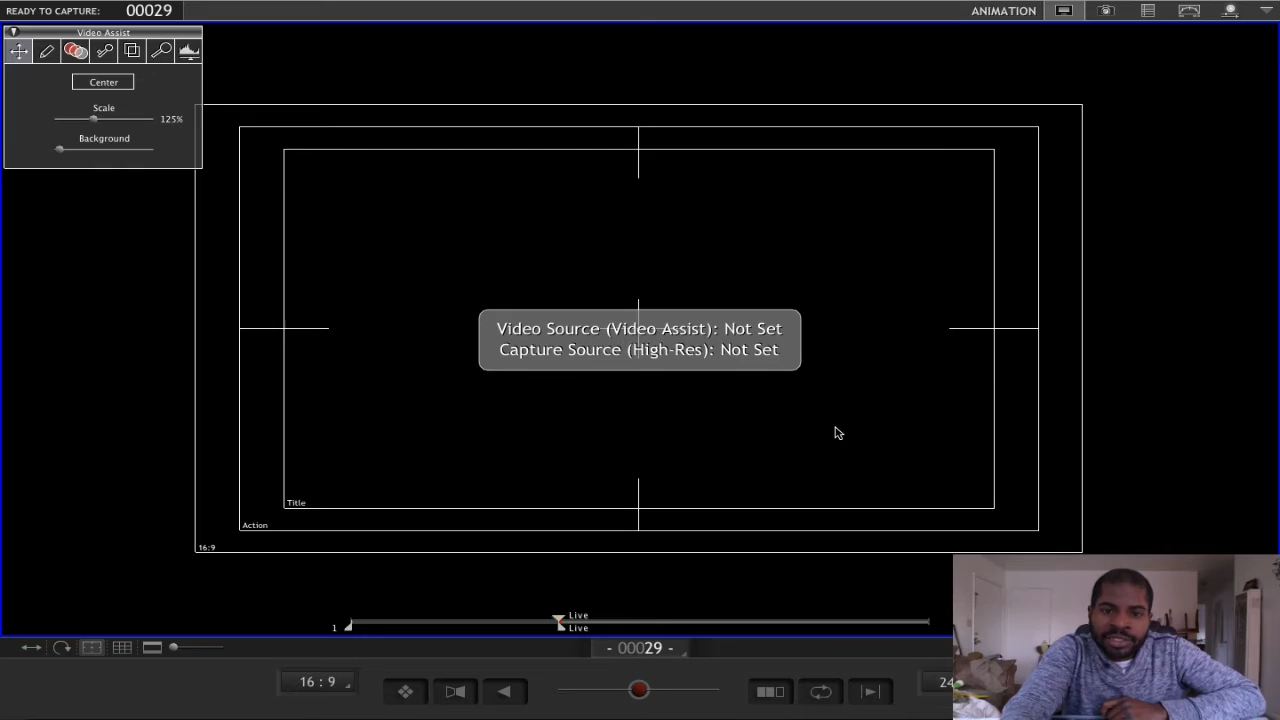 READY TO CAPTURE: 00029
ANIMATION
Video Assist
Center
Scale
125%
Background
Video Source (Video Assist): Not Set
Capture Source (High-Res): Not Set
Title
Action
16:9
Live
1
Live
- 00029 -
16 : 9
24